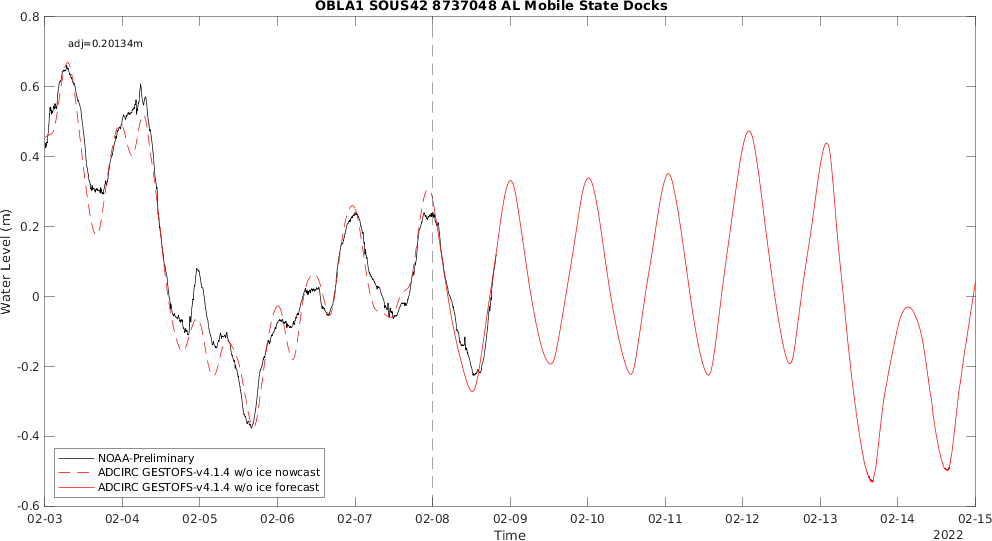 OBLA1 SOUS42 8737048 AL Mobile State Docks
adj=0.20134m
0.8
0.6
0.4
0.2
0
-0.2
-0.4
-0.6
Water Level (m)
NOAA-Preliminary
ADCIRC GESTOFS-v4.1.4 w/o ice nowcast
ADCIRC GESTOFS-v4.1.4 w/o ice forecast
02-03 02-04 02-05 02-06 02-07 02-08 02-09 02-10 02-11 02-12 02-13 02-14 02-15
Time
2022